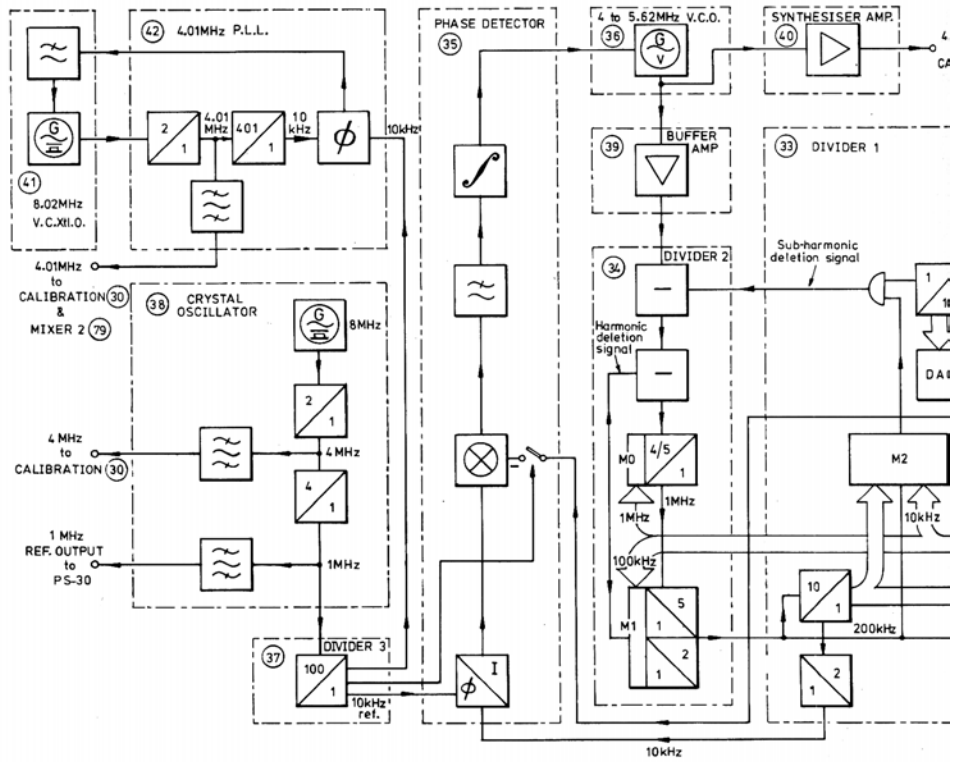 42 4.01MHz P.L.L.
2
1
4.01
MHz
401
1
10
kHz
ϕ
10kHz
G
41
8.02MHz
V.C.Xtl.O.
4.01MHz
to
CALIBRATION 30
&
MIXER 2 79
38 CRYSTAL
OSCILLATOR
G
8MHz
2
1
4MHz
4 MHz
to
CALIBRATION 30
4
1
1MHz
1 MHz
REF. OUTPUT
to
PS-30
37 DIVIDER 3
100
1
10kHz
ref.
PHASE DETECTOR
35
I
ϕ
10kHz
4 to 5.62MHz V.C.O.
36
G
V
SYNTHESISER AMP.
40
4.
CA
BUFFER
AMP
39
34 DIVIDER 2
Harmonic
deletion
signal
M0
4/5
1
1MHz
1MHz
100kHz
M1
5
1
2
1
33 DIVIDER 1
Sub-harmonic
deletion signal
1
10
DA
M2
10kHz
10
1
200kHz
2
1